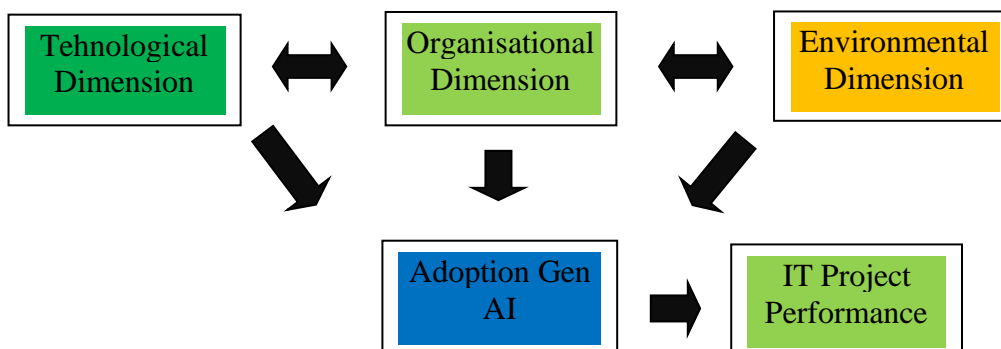 Tehnological
Dimension
Organisational
Dimension
Environmental
Dimension
Adoption Gen
AI
IT Project
Performance